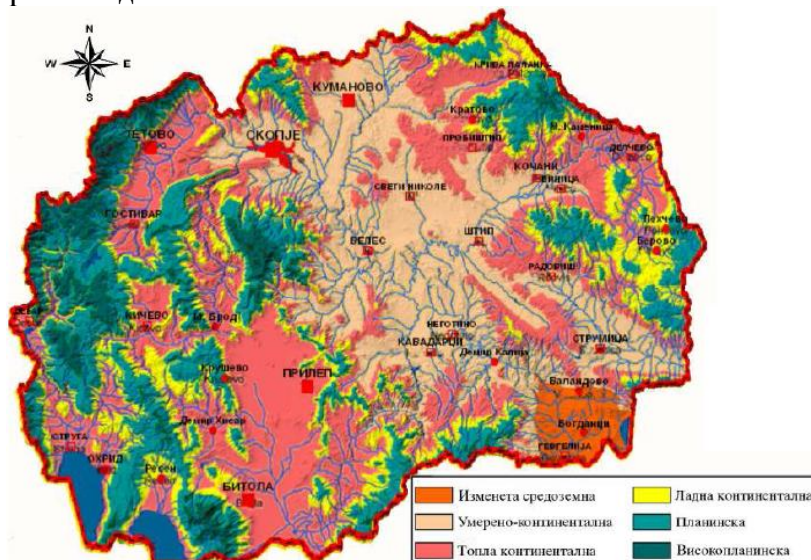 N
W E
S
КРИВА ПАЛАНКА
КУМАНОВО
Кратово
ТЕТОВО
СКОПЈЕ
ПРОБИШТИП
М. Каменица
ДЕЛЧЕВО
КОЧАНИ
ВИНИЦА
СВЕТИ НИКОЛЕ
ГОСТИВАР
Пехчево
ВЕЛЕС
ШТИП
Берово
РАДОВИШ
КИЧЕВО
М. Брод
НЕГОТИНО
СТРУМИЦА
КАВАДАРЦИ
Демир Капија
Крушево
ПРИЛЕП
Валандово
Демир Хисар
Богданци
СТРУГА
ГЕВГЕЛИЈА
ОХРИД
Ресен
БИТОЛА
Изменета средоземна
Ладна континентална
Умерено-континентална
Планинска
Топла континентална
Високопланинска